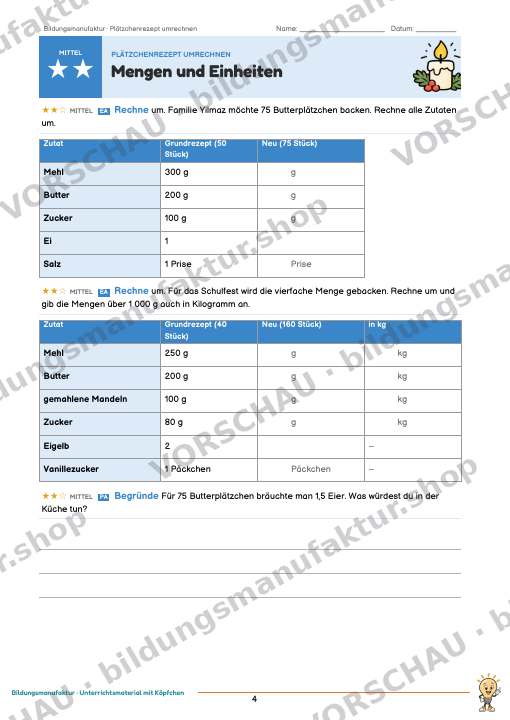 Bildungsmanufaktur · Plätzchenrezept umrechnen Name: ____________ Datum: ____________
MITTEL
PLÄTZCHENREZEPT UMRECHNEN
Mengen und Einheiten
★★☆ MITTEL EA Rechne um. Familie Yilmaz möchte 75 Butterplätzchen backen. Rechne alle Zutaten
um.
Zutat Grundrezept (50 Stück) Neu (75 Stück)
Mehl 300 g g
Butter 200 g g
Zucker 100 g g
Ei 1
Salz 1 Prise Prise
★★☆ MITTEL EA Rechne um. Für das Schulfest wird die vierfache Menge gebacken. Rechne um und
gib die Mengen über 1 000 g auch in Kilogramm an.
Zutat Grundrezept (40 Stück) Neu (160 Stück) in kg
Mehl 250 g g kg
Butter 200 g g kg
gemahlene Mandeln 100 g g kg
Zucker 80 g g kg
Eigelb 2 –
Vanillezucker 1 Päckchen Päckchen –
★★☆ MITTEL PA Begründe Für 75 Butterplätzchen bräuchte man 1,5 Eier. Was würdest du in der
Küche tun?
Bildungsmanufaktur · Unterrichtsmaterial mit Köpfchen
4
VORSCHAU · bildungsmanufaktur.shop